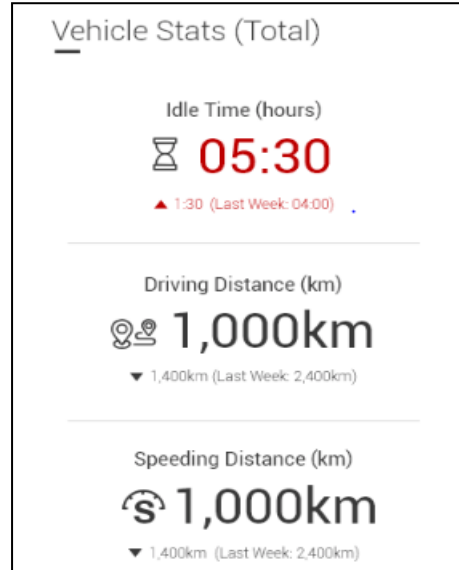 Vehicle Stats (Total)
Idle Time (hours)
05:30
▲ 1:30 (Last Week: 04:00)
Driving Distance (km)
1,000km
▼ 1,400km (Last Week: 2,400km)
Speeding Distance (km)
S 1,000km
▼ 1,400km (Last Week: 2,400km)